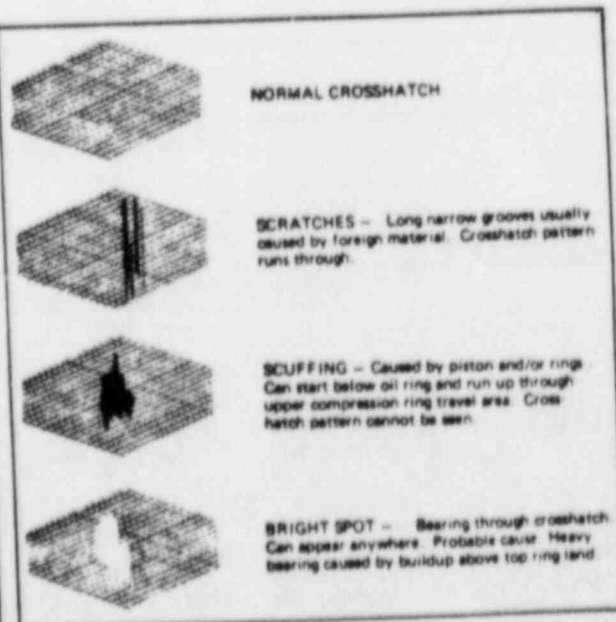 NORMAL CROSSHATCH
SCRATCHES – Long narrow grooves usually
caused by foreign material. Crosshatch pattern
runs through.
SCUFFING – Caused by piston and/or rings.
Can start below oil ring and run up through
upper compression ring travel area. Cross-
hatch pattern cannot be seen.
BRIGHT SPOT – Bearing through crosshatch.
Can appear anywhere. Probable cause: Heavy
bearing caused by buildup above top ring land.